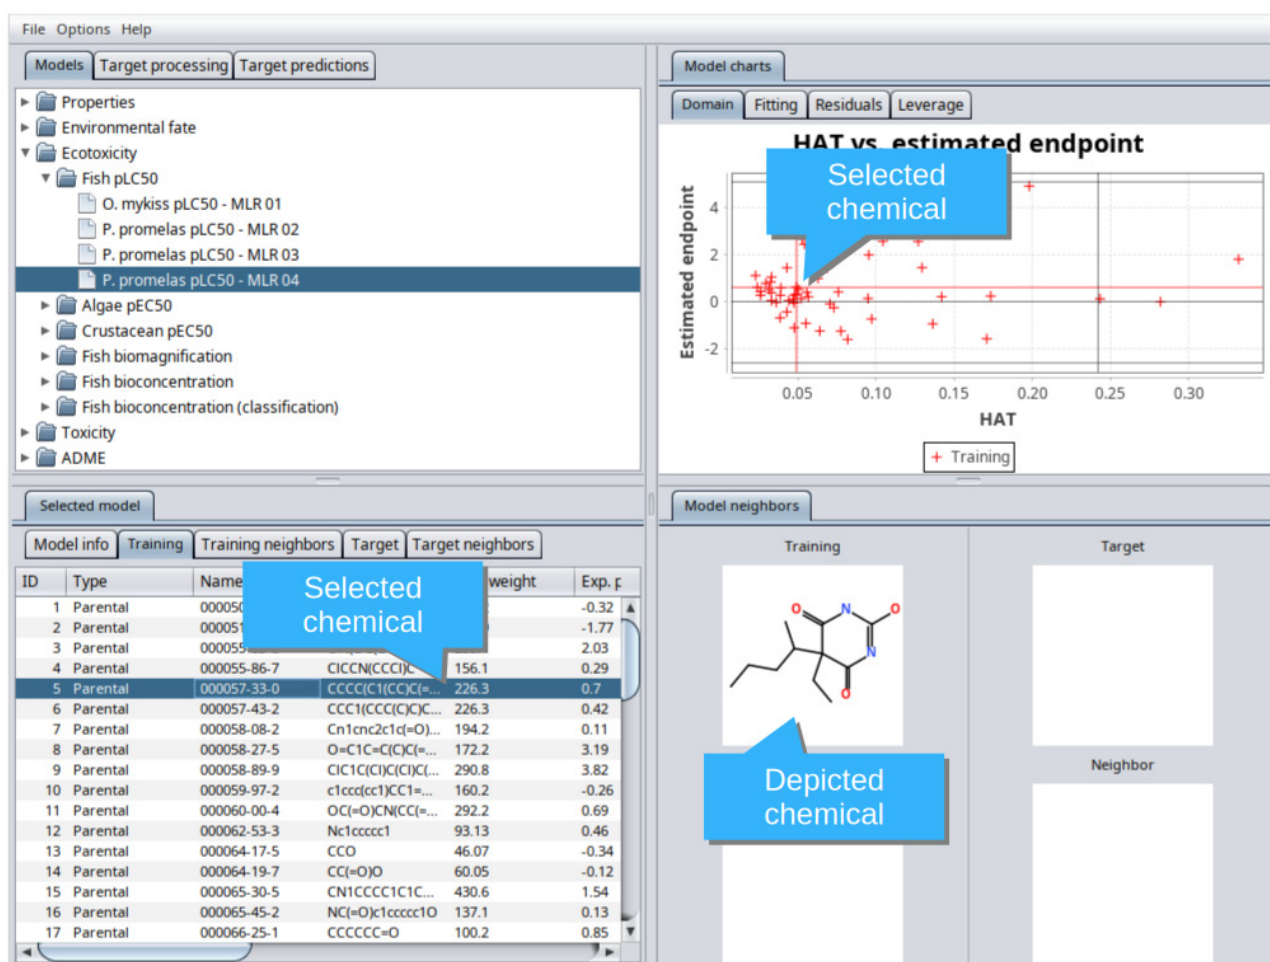 File Options Help
Models Target processing Target predictions
Properties
Environmental fate
Ecotoxicity
Fish pLC50
O. mykiss pLC50 - MLR 01
P. promelas pLC50 - MLR 02
P. promelas pLC50 - MLR 03
P. promelas pLC50 - MLR 04
Algae pEC50
Crustacean pEC50
Fish biomagnification
Fish bioconcentration
Fish bioconcentration (classification)
Toxicity
ADME
Model charts
Domain Fitting Residuals Leverage
HAT vs. estimated endpoint
Selected
chemical
Estimated endpoint
4
2
0
-2
0.05 0.10 0.15 0.20 0.25 0.30
HAT
+ Training
Selected model
Model info Training Training neighbors Target Target neighbors
ID Type Name weight Exp. p
Selected
chemical
1 Parental -0.32
2 Parental -1.77
3 Parental 2.03
4 Parental 000055-86-7 ClCCN(CCCl)C 156.1 0.29
5 Parental 000057-33-0 CCCC(C1(CC)C(=... 226.3 0.7
6 Parental 000057-43-2 CCC1(CCC(C)C)C... 226.3 0.42
7 Parental 000058-08-2 Cn1cnc2c1c(=O)... 194.2 0.11
8 Parental 000058-27-5 O=C1C=C(C)C(=... 172.2 3.19
9 Parental 000058-89-9 ClC1C(Cl)C(Cl)C(... 290.8 3.82
10 Parental 000059-97-2 c1ccc(cc1)CC1=... 160.2 -0.26
11 Parental 000060-00-4 OC(=O)CN(CC(=... 292.2 0.69
12 Parental 000062-53-3 Nc1ccccc1 93.13 0.46
13 Parental 000064-17-5 CCO 46.07 -0.34
14 Parental 000064-19-7 CC(=O)O 60.05 -0.12
15 Parental 000065-30-5 CN1CCCC1C1C... 430.6 1.54
16 Parental 000065-45-2 NC(=O)c1ccccc1O 137.1 0.13
17 Parental 000066-25-1 CCCCCC=O 100.2 0.85
Model neighbors
Training Target
O N O
N
O
Neighbor
Depicted
chemical